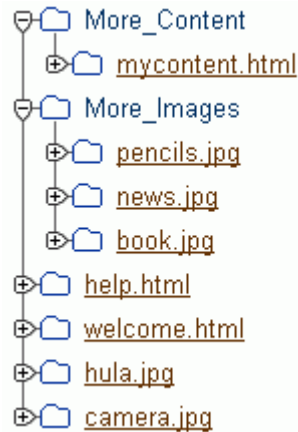 More_Content
mycontent.html
More_Images
pencils.jpg
news.jpg
book.jpg
help.html
welcome.html
hula.jpg
camera.jpg